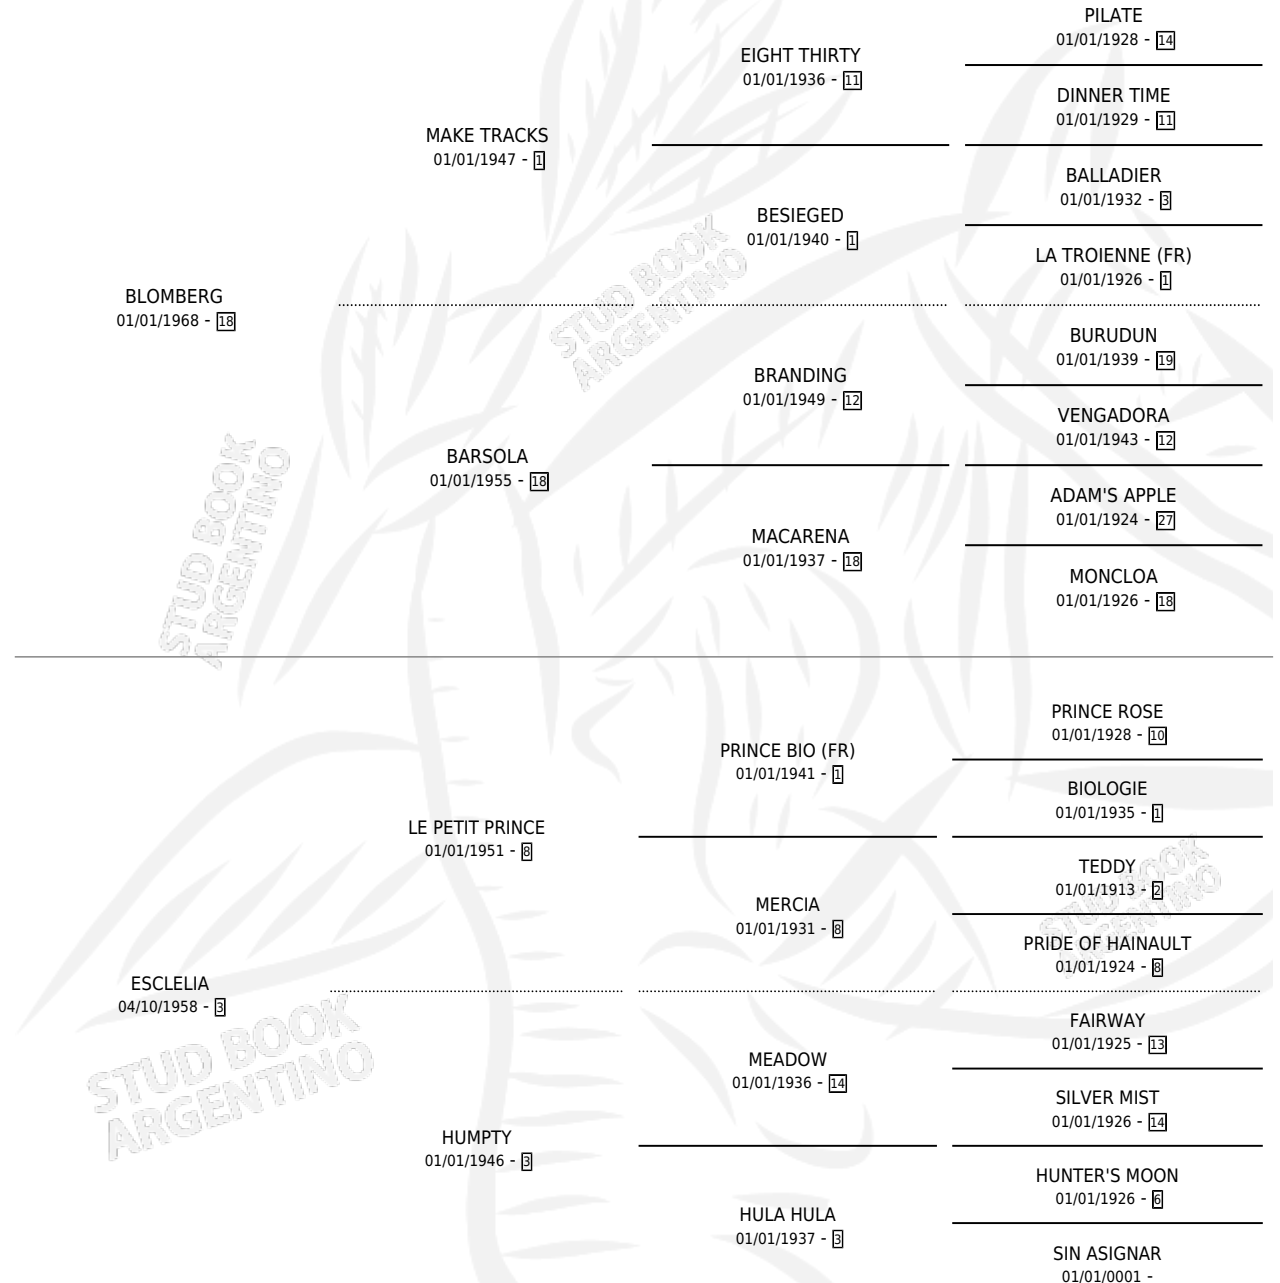 PILATE
01/01/1928 - 14
EIGHT THIRTY
01/01/1936 - 11
DINNER TIME
01/01/1929 - 11
MAKE TRACKS
01/01/1947 - 1
BALLADIER
01/01/1932 - 3
BESIEGED
01/01/1940 - 1
LA TROIENNE (FR)
01/01/1926 - 1
BLOMBERG
01/01/1968 - 18
STUD BOOK
ARGENTINO
BURUDUN
01/01/1939 - 19
BRANDING
01/01/1949 - 12
VENGADORA
01/01/1943 - 12
BARSOLA
01/01/1955 - 18
ADAM'S APPLE
01/01/1924 - 27
MACARENA
01/01/1937 - 18
MONCLOA
01/01/1926 - 18
STUD BOOK
ARGENTINO
PRINCE ROSE
01/01/1928 - 10
PRINCE BIO (FR)
01/01/1941 - 1
BIOLOGIE
01/01/1935 - 1
LE PETIT PRINCE
01/01/1951 - 8
TEDDY
01/01/1913 - 2
MERCIA
01/01/1931 - 8
PRIDE OF HAINAULT
01/01/1924 - 8
STUD BOOK
ARGENTINO
ESCLELIA
04/10/1958 - 3
FAIRWAY
01/01/1925 - 13
MEADOW
01/01/1936 - 14
SILVER MIST
01/01/1926 - 14
STUD BOOK
ARGENTINO
HUMPTY
01/01/1946 - 3
HUNTER'S MOON
01/01/1926 - 6
HULA HULA
01/01/1937 - 3
SIN ASIGNAR
01/01/0001 -